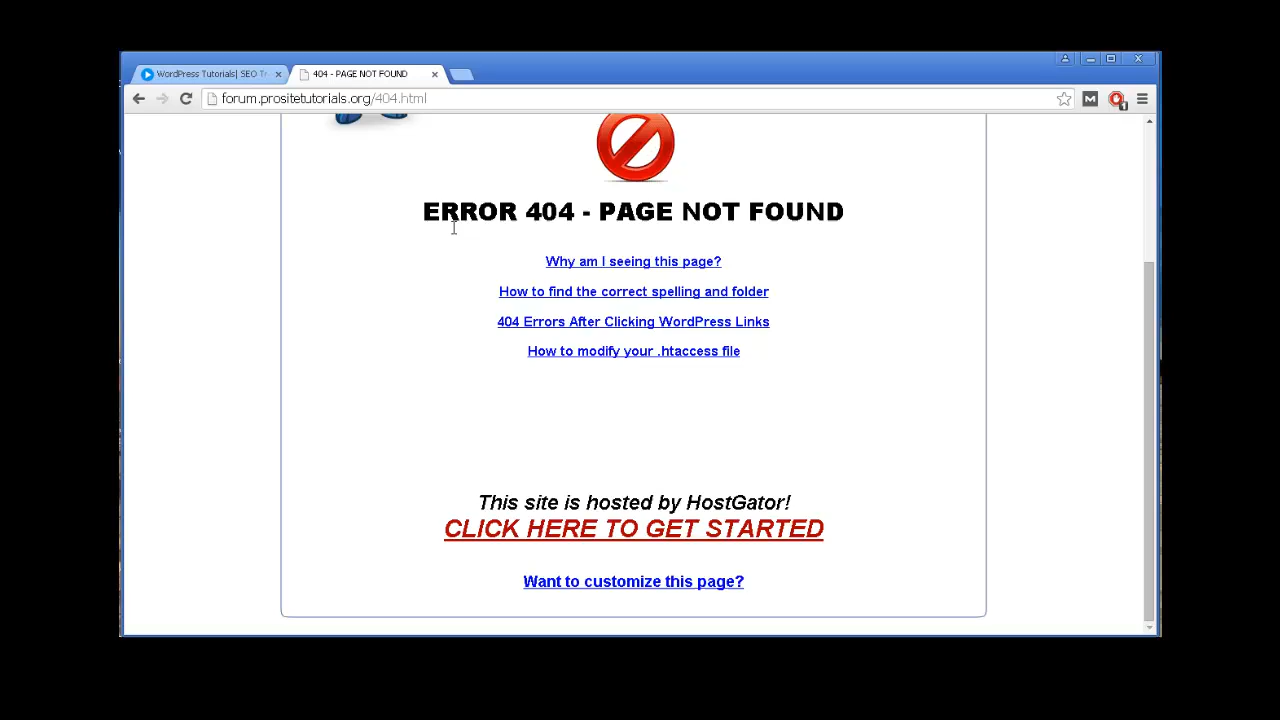 WordPress Tutorials| SEO T
404 - PAGE NOT FOUND
forum.prositetutorials.org/404.html
M
1
ERROR 404 - PAGE NOT FOUND
Why am I seeing this page?
How to find the correct spelling and folder
404 Errors After Clicking WordPress Links
How to modify your .htaccess file
This site is hosted by HostGator!
CLICK HERE TO GET STARTED
Want to customize this page?